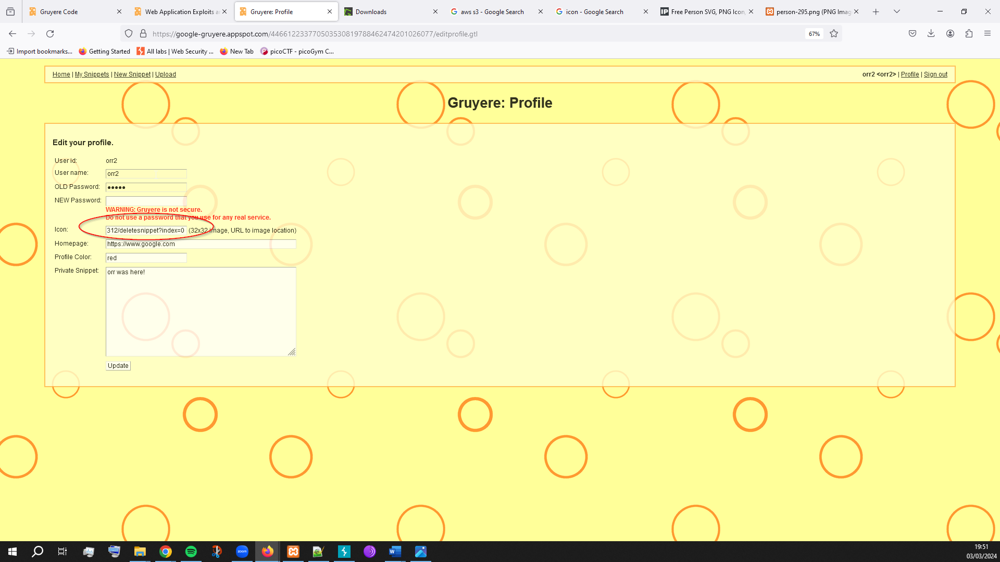 Gruyere Code
Web Application Exploits a
Gruyere: Profile
Downloads
aws s3 - Google Search
icon - Google Search
Free Person SVG, PNG Icon,
person-295.png (PNG Imag
https://google-gruyere.appspot.com/446612233770503530819788462474201026077/editprofile.gtl
67%
Import bookmarks...
Getting Started
All labs | Web Security ...
New Tab
picoCTF - picoGym C...
Home | My Snippets | New Snippet | Upload
orr2 <orr2> | Profile | Sign out
Gruyere: Profile
Edit your profile.
User id: orr2
User name: orr2
OLD Password: ●●●●●
NEW Password:
WARNING: Gruyere is not secure.
Do not use a password that you use for any real service.
Icon: 312/deletesnippet?index=0 (32x32 image, URL to image location)
Homepage: https://www.google.com
Profile Color: red
Private Snippet: orr was here!
Update
zoom
W
19:51
03/03/2024